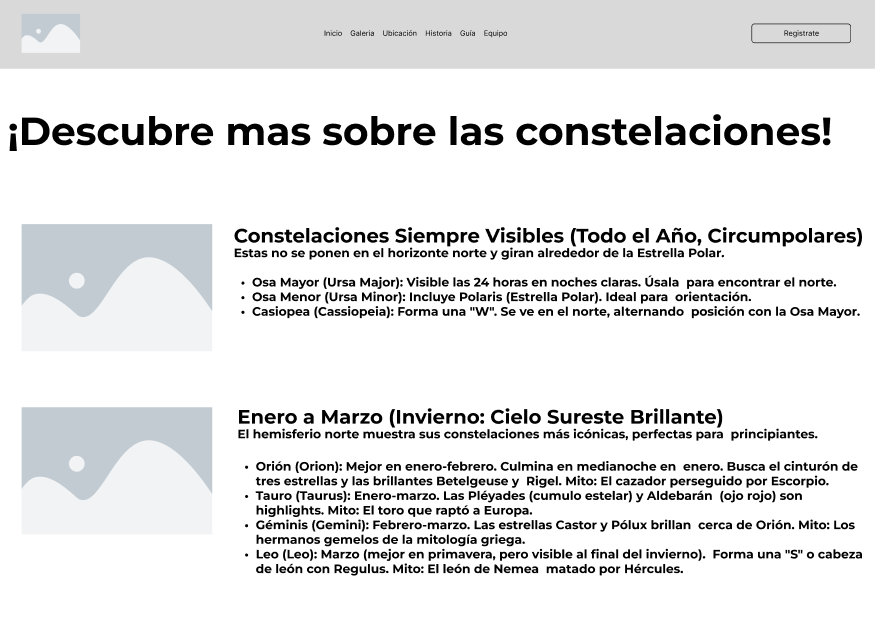 Inicio Galeria Ubicación Historia Guía Equipo
Registrate
¡Descubre mas sobre las constelaciones!
Constelaciones Siempre Visibles (Todo el Año, Circumpolares)
Estas no se ponen en el horizonte norte y giran alrededor de la Estrella Polar.
• Osa Mayor (Ursa Major): Visible las 24 horas en noches claras. Úsala para encontrar el norte.
• Osa Menor (Ursa Minor): Incluye Polaris (Estrella Polar). Ideal para orientación.
• Casiopea (Cassiopeia): Forma una "W". Se ve en el norte, alternando posición con la Osa Mayor.
Enero a Marzo (Invierno: Cielo Sureste Brillante)
El hemisferio norte muestra sus constelaciones más icónicas, perfectas para principiantes.
• Orión (Orion): Mejor en enero-febrero. Culmina en medianoche en enero. Busca el cinturón de
tres estrellas y las brillantes Betelgeuse y Rigel. Mito: El cazador perseguido por Escorpio.
• Tauro (Taurus): Enero-marzo. Las Pléyades (cumulo estelar) y Aldebarán (ojo rojo) son
highlights. Mito: El toro que raptó a Europa.
• Géminis (Gemini): Febrero-marzo. Las estrellas Castor y Pólux brillan cerca de Orión. Mito: Los
hermanos gemelos de la mitología griega.
• Leo (Leo): Marzo (mejor en primavera, pero visible al final del invierno). Forma una "S" o cabeza
de león con Regulus. Mito: El león de Nemea matado por Hércules.